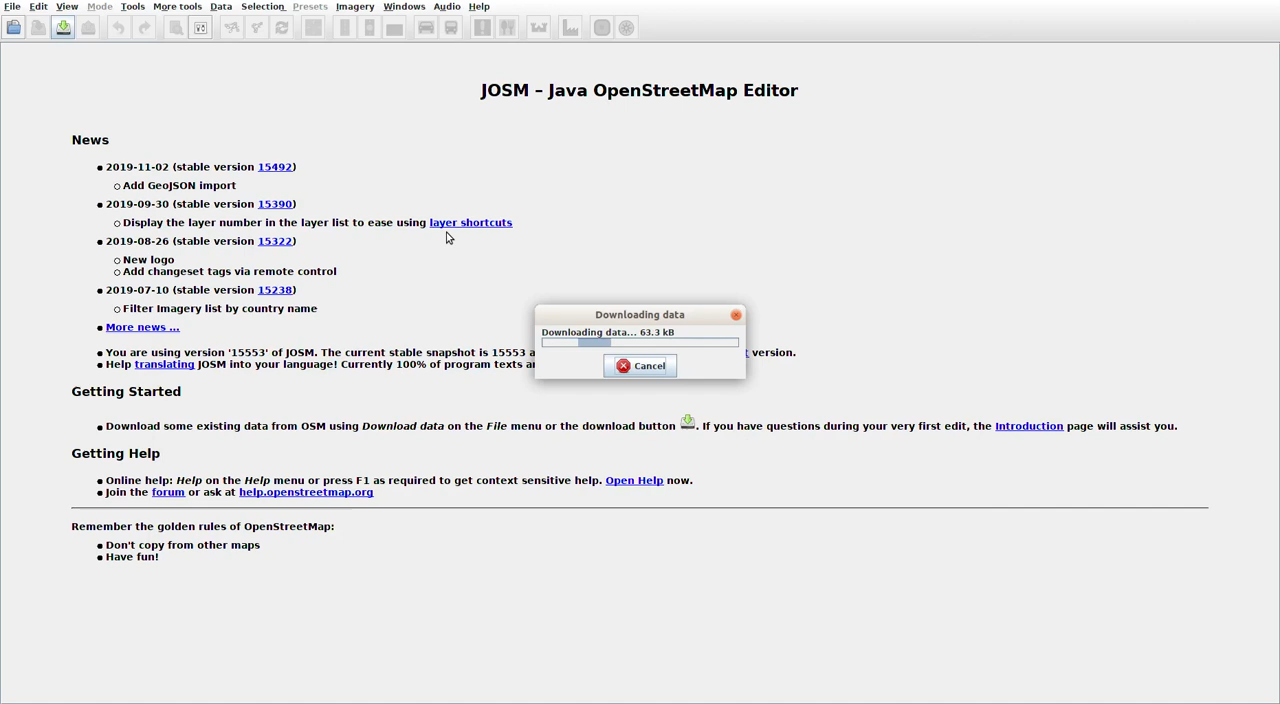 File Edit View Mode Tools More tools Data Selection Presets Imagery Windows Audio Help
JOSM – Java OpenStreetMap Editor
News
2019-11-02 (stable version 15492)
Add GeoJSON import
2019-09-30 (stable version 15390)
Display the layer number in the layer list to ease using layer shortcuts
2019-08-26 (stable version 15322)
New logo
Add changeset tags via remote control
2019-07-10 (stable version 15238)
Filter Imagery list by country name
More news ...
Downloading data
Downloading data... 63.3 kB
Cancel
You are using version '15553' of JOSM. The current stable snapshot is 15553 version.
Help translating JOSM into your language! Currently 100% of program texts
Getting Started
Download some existing data from OSM using Download data on the File menu or the download button . If you have questions during your very first edit, the Introduction page will assist you.
Getting Help
Online help: Help on the Help menu or press F1 as required to get context sensitive help. Open Help now.
Join the forum or ask at help.openstreetmap.org
Remember the golden rules of OpenStreetMap:
Don't copy from other maps
Have fun!